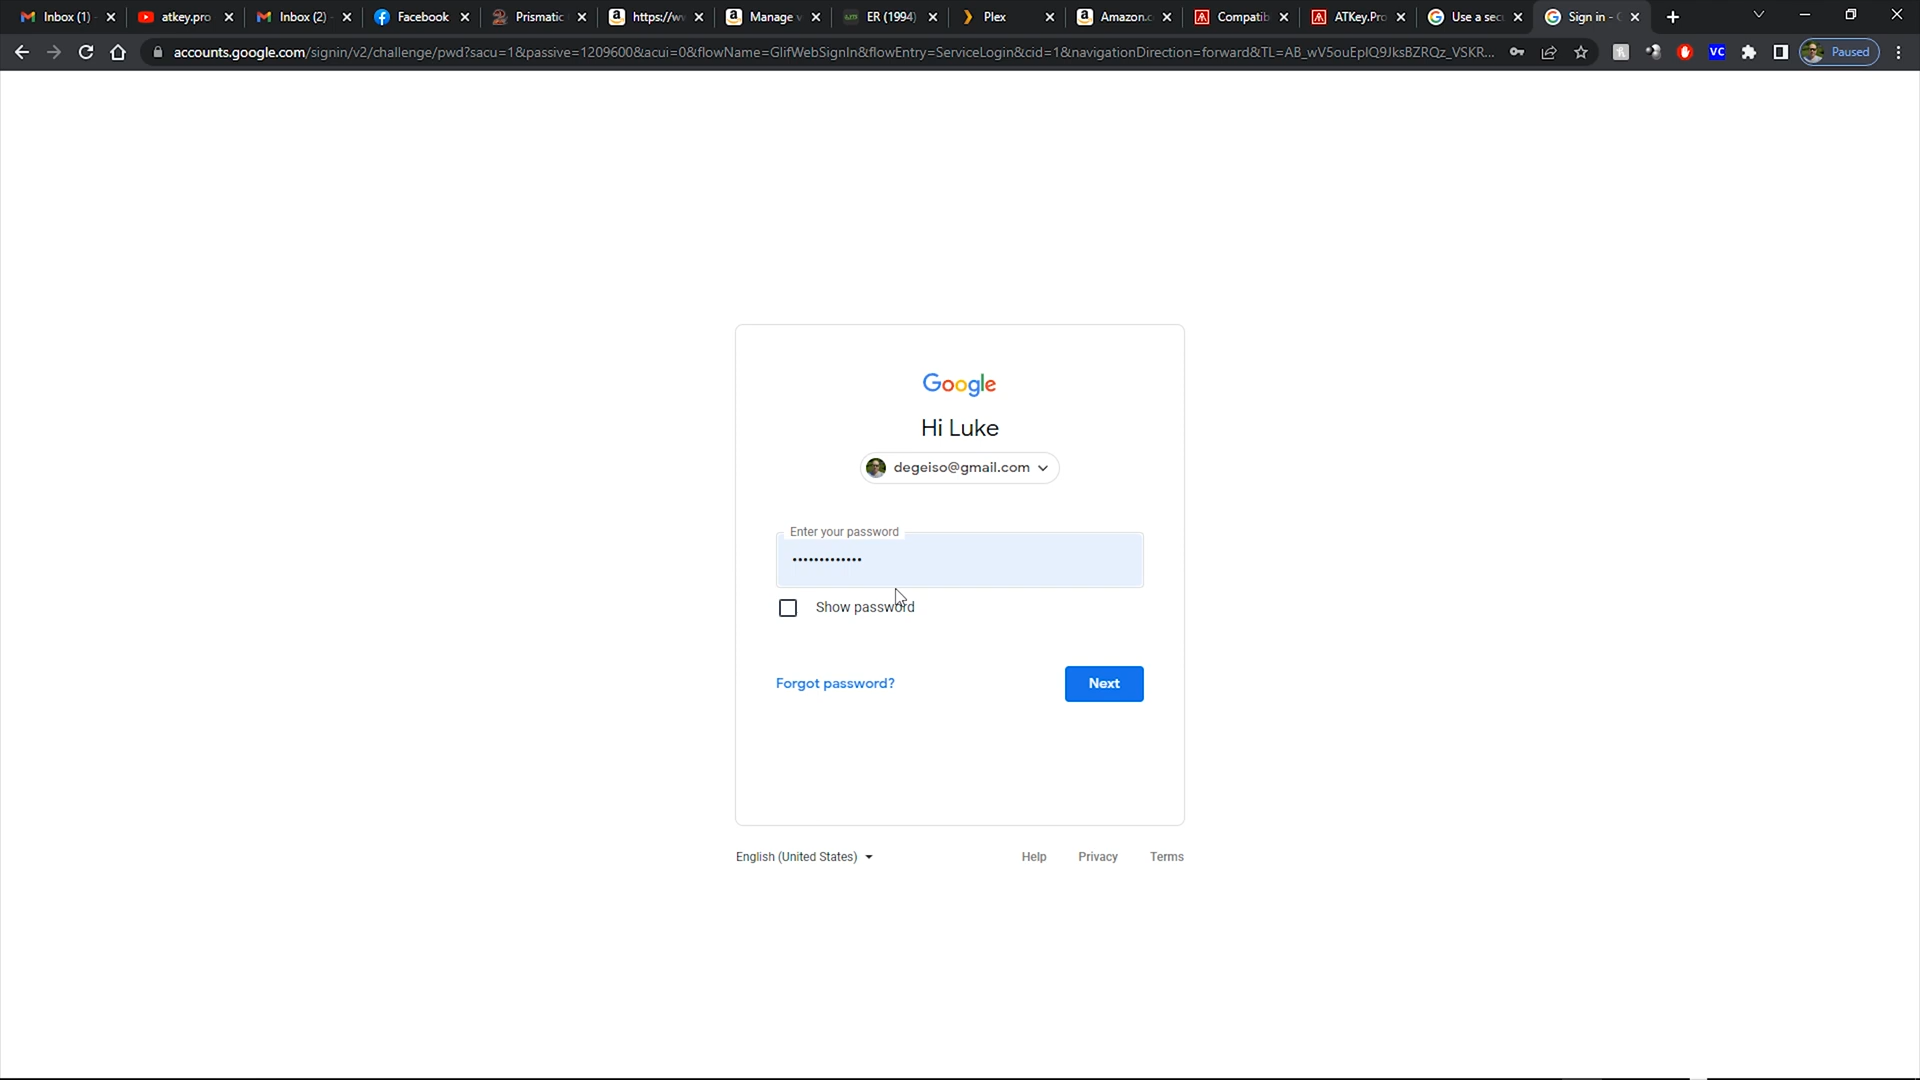 Inbox (1)
atkey.pro
Inbox (2)
Facebook
Prismatic
https://w
Manage
ER (1994)
Plex
Amazon.c
Compatib
ATKey.Pro
Use a sec
Sign in -
accounts.google.com/signin/v2/challenge/pwd?sacu=1&passive=1209600&acui=0&flowName=GlifWebSignIn&flowEntry=ServiceLogin&cid=1&navigationDirection=forward&TL=AB_wV5ouEplQ9JksBZRQz_VSKR...
VC
Paused
Google
Hi Luke
degeiso@gmail.com
Enter your password
Show password
Forgot password?
Next
English (United States)
Help
Privacy
Terms